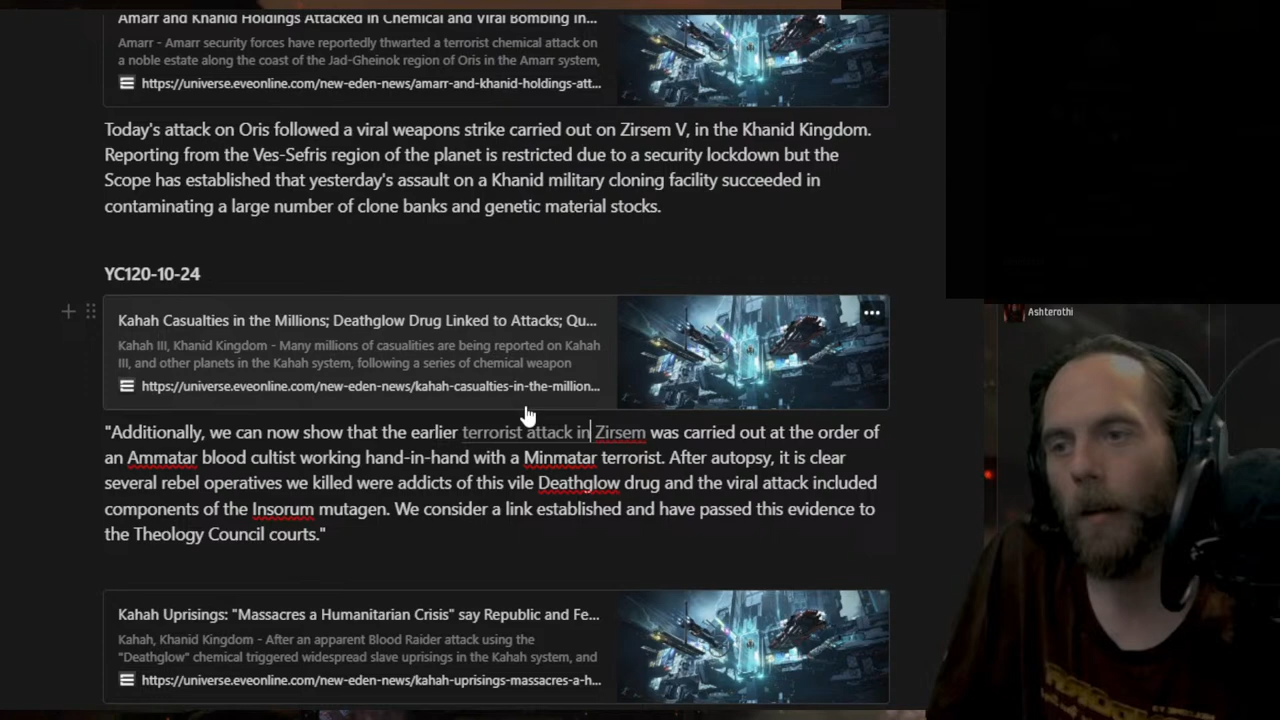 Amarr and Khanid Holdings Attacked in Chemical and Viral Bombing In...
Amarr - Amarr security forces have reportedly thwarted a terrorist chemical attack on
a noble estate along the coast of the Jad-Gheinok region of Oris in the Amarr system,
https://universe.eveonline.com/new-eden-news/amarr-and-khanid-holdings-att...
Today's attack on Oris followed a viral weapons strike carried out on Zirsem V, in the Khanid Kingdom.
Reporting from the Ves-Sefris region of the planet is restricted due to a security lockdown but the
Scope has established that yesterday's assault on a Khanid military cloning facility succeeded in
contaminating a large number of clone banks and genetic material stocks.
YC120-10-24
Kahah Casualties in the Millions; Deathglow Drug Linked to Attacks; Qu...
Kahah III, Khanid Kingdom - Many millions of casualities are being reported on Kahah
III, and other planets in the Kahah system, following a series of chemical weapon
https://universe.eveonline.com/new-eden-news/kahah-casualties-in-the-million...
Ashterothi
"Additionally, we can now show that the earlier terrorist attack in Zirsem was carried out at the order of
an Ammatar blood cultist working hand-in-hand with a Minmatar terrorist. After autopsy, it is clear
several rebel operatives we killed were addicts of this vile Deathglow drug and the viral attack included
components of the Insorum mutagen. We consider a link established and have passed this evidence to
the Theology Council courts."
Kahah Uprisings: "Massacres a Humanitarian Crisis" say Republic and Fe...
Kahah, Khanid Kingdom - After an apparent Blood Raider attack using the
"Deathglow" chemical triggered widespread slave uprisings in the Kahah system, and
https://universe.eveonline.com/new-eden-news/kahah-uprisings-massacres-a-h...